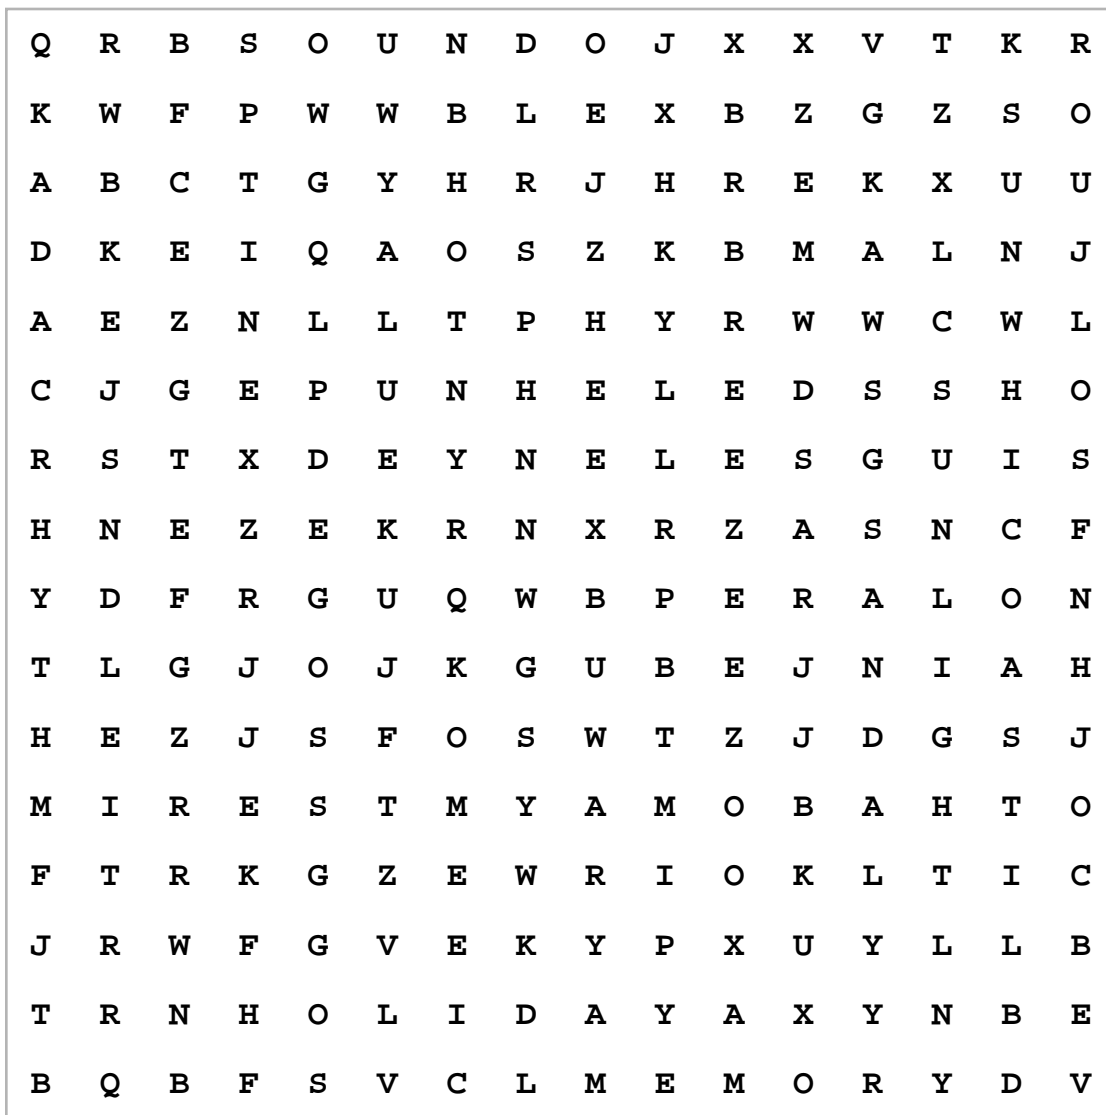 Q R B S O U N D O J X X V T K R
K W F P W W B L E X B Z G Z S O
A B C T G Y H R J H R E K X U U
D K E I Q A O S Z K B M A L N J
A E Z N L L T P H Y R W W C W L
C J G E P U N H E L E D S S H O
R S T X D E Y N E L E S G U I S
H N E Z E K R N X R Z A S N C F
Y D F R G U Q W B P E R A L O N
T L G J O J K G U B E J N I A H
H E Z J S F O S W T Z J D G S J
M I R E S T M Y A M O B A H T O
F T R K G Z E W R I O K L T I C
J R W F G V E K Y P X U Y L L B
T R N H O L I D A Y A X Y N B E
B Q B F S V C L M E M O R Y D V